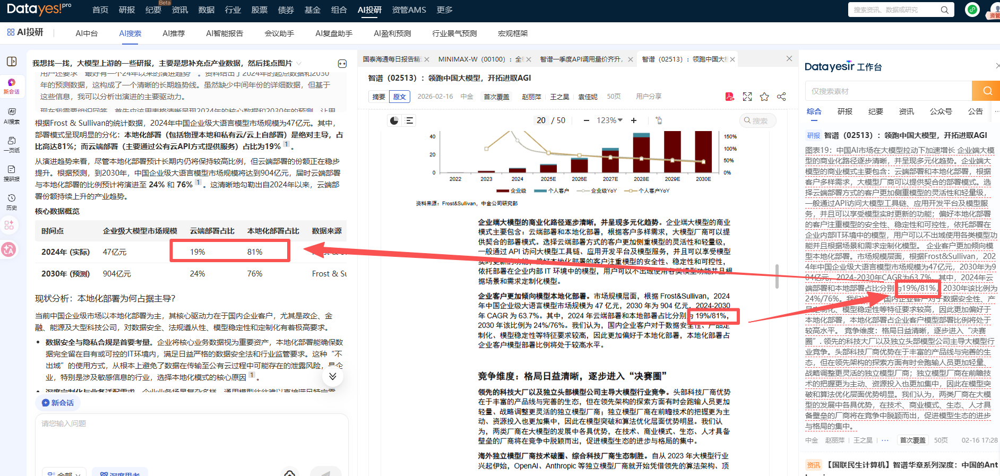 Datayes!pro
首页 研报 纪要 Beta 资讯 数据 行业 股票 债券 基金 组合 AI投研 资管AMS 更多
搜索资讯、数据或研究
AI投研
AI中台 AI搜索 AI推荐 AI智能报告 会议助手 AI复盘助手 AI盈利预测 行业景气预测 宏观框架
新会话
AI搜索
一页纸
搜研报
历史
我想找一找，大模型上游的一些研报，主要是想补充点产业数据，然后找点图片
用户还要求“最好有一个24年以来的演进趋势”。资料给出了2024年的起点数据和2030
年的预测数据，这构成了一个清晰的长期趋势线。虽然缺少中间年份的详细数据，但基于
这些信息，我可以分析出演进的主要驱动力。
根据Frost & Sullivan的统计数据，2024年中国企业级大语言模型市场规模为47亿元。其中，
部署模式呈现明显的分化：本地化部署（包括物理本地和私有云/云上自部署）是绝对主导，占
比高达81%；而云端部署（主要通过公有云API方式提供服务）占比为19% 1 。
从演进趋势来看，尽管本地化部署预计长期内仍将保持较高比例，但云端部署的份额正在稳步
提升。根据预测，到2030年，中国企业级大语言模型市场规模将达到904亿元，届时云端部署
与本地化部署的比例预计将演进至 24% 和 76% 1 。这清晰地勾勒出自2024年以来，云端部
署份额持续上升的产业趋势。
核心数据概览
时间点 企业级大模型市场规模 云端部署占比 本地化部署占比 数据来源
2024年 (实际) 47亿元 19% 81%
2030年 (预测) 904亿元 24% 76% Frost & Su
现状分析：本地化部署为何占据主导？
当前中国企业级市场以本地化部署为主，其核心驱动力在于国内企业客户，尤其是政企、金
融、能源及大型科技公司，对数据安全、法规遵从性、模型稳定性和定制化有着极高要求。
• 数据安全与隐私合规是首要考量。企业将核心业务数据视为重要资产，本地化部署能确保数
据完全留在自有或可控的IT环境内，满足日益严格的数据安全法和行业监管要求。这种“不
出域”的使用方式，从根本上避免了数据在传输至公有云过程中可能存在的泄露风险，是企
业，特别是涉及敏感信息的行业，选择本地化模式的核心原因 1 。
新会话
请您输入问题
全部
深度思考
国泰海通每日报告精 MINIMAX-W（00100）：全 智谱一季度API调用量价齐升， 智谱（02513）：领跑中国大
智谱（02513）：领跑中国大模型，开拓进取AGI
摘要 原文 2026-02-16 中金 首次覆盖 赵丽萍 王之昊 袁佳妮 50页 用户分享
20 / 50 123% 搜索
40 150%
100%
20 50%
0 0%
2022 2023 2024 2025E 2026E 2027E 2028E 2029E 2030E
企业级 个人客户 企业级YoY 个人客户YoY
资料来源：Frost&Sullivan，中金公司研究部
企业端大模型的商业化路径逐步清晰，并呈现多元化趋势。企业端大模型的商业
模式主要包含：云端部署和本地化部署，根据客户多样需求，大模型厂商可以提
供契合的部署模式。选择云端部署方式的客户更加侧重模型的灵活性和轻量级，
一般通过 API 访问大模型工具链、应用开发平台及模型服务，并且可以享受模型
实时更新的功能；偏好本地化部署的客户注重模型的安全性、稳定性和可控性，
依托部署在企业内部 IT 环境中的模型，用户可以不出域使用各类模型功能并且根
据场景和需求定制化模型。
企业客户更加倾向模型本地化部署。市场规模层面，根据 Frost&Sullivan，2024
年中国企业级大语言模型市场规模为 47 亿元，2030 年为 904 亿元，2024-2030
年 CAGR 为 63.7%。其中，2024 年云端部署和本地部署占比分别为 19%/81%，
2030 年该比例为 24%/76%。我们认为，国内企业客户对于数据安全性、产品定
制化、模型稳定性等特征要求较高，因此更加偏好于本地化部署，本地化部署占
企业客户模型部署比例将处于较高水平。
竞争维度：格局日益清晰，逐步进入“决赛圈”
领先的科技大厂以及独立头部模型公司主导大模型行业竞争。头部科技厂商优势
在于丰富的产品线与完善的生态，但在领先架构的探索方面有时会跑输人员更加
轻量、战略调整更灵活的独立模型厂商；独立模型厂商在前瞻技术的把握更为主
动、资源投入也更加集中，因此在模型突破和算法优化层面优势明显。我们认
为，两类厂商在大模型的发展中各具优势，在技术、商业模式、生态、人才具备
壁垒的厂商将在竞争中脱颖而出，促进模型生态的进步与格局的集中。
海外独立模型厂商技术破圈、综合科技厂商生态制胜。自从 2023 年大模型行业
兴起伊始，OpenAI、Anthropic 等独立模型厂商就开始凭借领先的算法架构、顶
Datayesir 工作台
仅搜索素材
综合 研报 纪要 资讯 公众号 公告
研报 智谱（02513）：领跑中国大模型，开拓进取AGI
图表19：中国AI市场在大模型拉动下加速增长 企业端大模
型的商业化路径逐步清晰，并呈现多元化趋势。企业端大
模型的商业模式主要包含：云端部署和本地化部署，根据
客户多样需求，大模型厂商可以提供契合的部署模式。选
择云端部署方式的客户更加侧重模型的灵活性和轻量级，
一般通过API访问大模型工具链、应用开发平台及模型服
务，并且可以享受模型实时更新的功能；偏好本地化部署
的客户注重模型的安全性、稳定性和可控性，依托部署在
企业内部IT环境中的模型，用户可以不出域使用各类模型功
能并且根据场景和需求定制化模型。 企业客户更加倾向模
型本地化部署。市场规模层面，根据Frost&Sullivan，202
4年中国企业级大语言模型市场规模为47亿元，2030年为9
04亿元，2024-2030年CAGR为63.7%。其中，2024年云
端部署和本地部署占比分别为19%/81%，2030年该比例为
24%/76%。我们认为，国内企业客户对于数据安全性、产
品定制化、模型稳定性等特征要求较高，因此更加偏好于
本地化部署，本地化部署占企业客户模型部署比例将处于
较高水平。 竞争维度：格局日益清晰，逐步进入“决赛
圈”. 领先的科技大厂以及独立头部模型公司主导大模型行
业竞争。头部科技厂商优势在于丰富的产品线与完善的生
态，但在领先架构的探索方面有时会跑输人员更加轻量、
战略调整更灵活的独立模型厂商；独立模型厂商在前瞻技
术的把握更为主动、资源投入也更加集中，因此在模型突
破和算法优化层面优势明显。我们认为，两类厂商在大模
型的发展中各具优势，在技术、商业模式、生态、人才具
备壁垒的厂商将在竞争中脱颖而出，促进模型生态的进步
与格局的集中。
中金 赵丽萍 王之昊 ··· 首次覆盖 50页 02-16 17:28
资讯 【国联民生计算机】智谱华章系列深度：中国的Ant